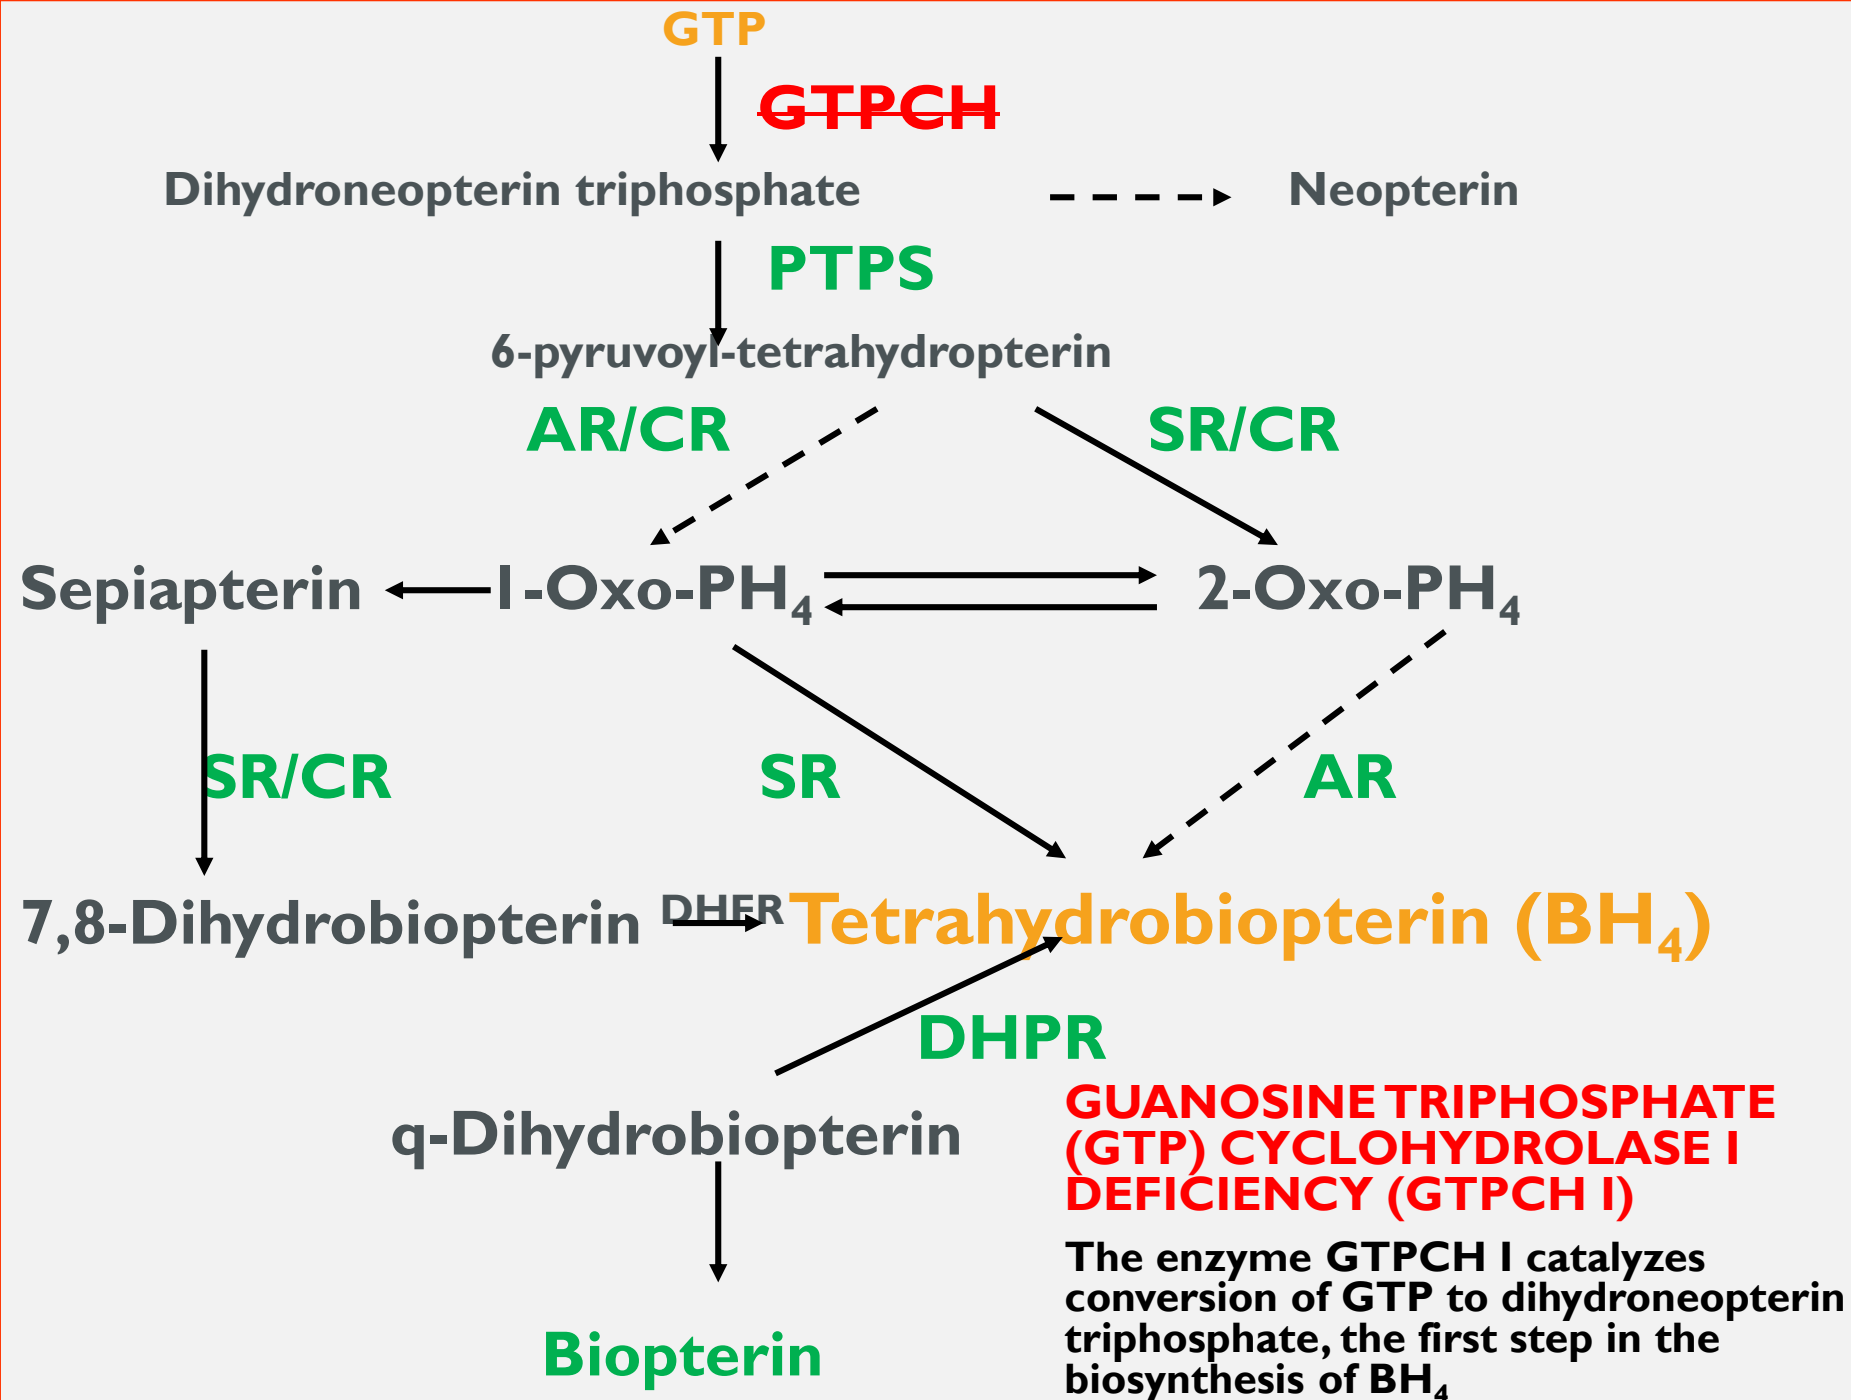 GTP
GTPCH
Dihydroneopterin triphosphate
Neopterin
PTPS
6-pyruvoyl-tetrahydropterin
AR/CR
SR/CR
Sepiapterin
1-Oxo-PH₄
2-Oxo-PH₄
SR/CR
SR
AR
7,8-Dihydrobiopterin
DHFR
Tetrahydrobiopterin (BH₄)
DHPR
q-Dihydrobiopterin
GUANOSINE TRIPHOSPHATE
(GTP) CYCLOHYDROLASE I
DEFICIENCY (GTPCH I)
The enzyme GTPCH I catalyzes
conversion of GTP to dihydroneopterin
triphosphate, the first step in the
biosynthesis of BH₄
Biopterin